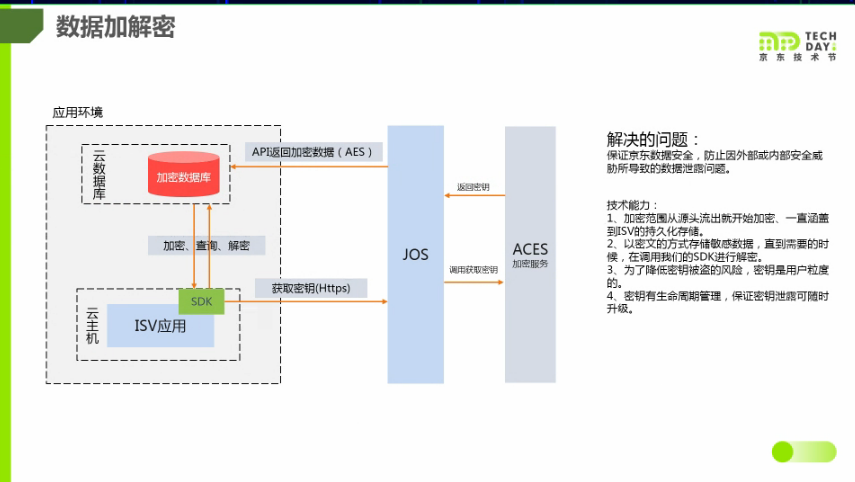 数据加解密
TECH
DAY
京东技术节
应用环境
云数据库
加密数据库
API返回加密数据（AES）
返回密钥
加密、查询、解密
JOS
ACES
加密服务
调用获取密钥
获取密钥(Https)
SDK
云主机
ISV应用
解决的问题：
保证京东数据安全，防止因外部或内部安全威
胁所导致的数据泄露问题。
技术能力：
1、加密范围从源头流出就开始加密、一直涵盖
到ISV的持久化存储。
2、以密文的方式存储敏感数据，直到需要的时
候，在调用我们的SDK进行解密。
3、为了降低密钥被盗的风险，密钥是用户粒度
的。
4、密钥有生命周期管理，保证密钥泄露可随时
升级。